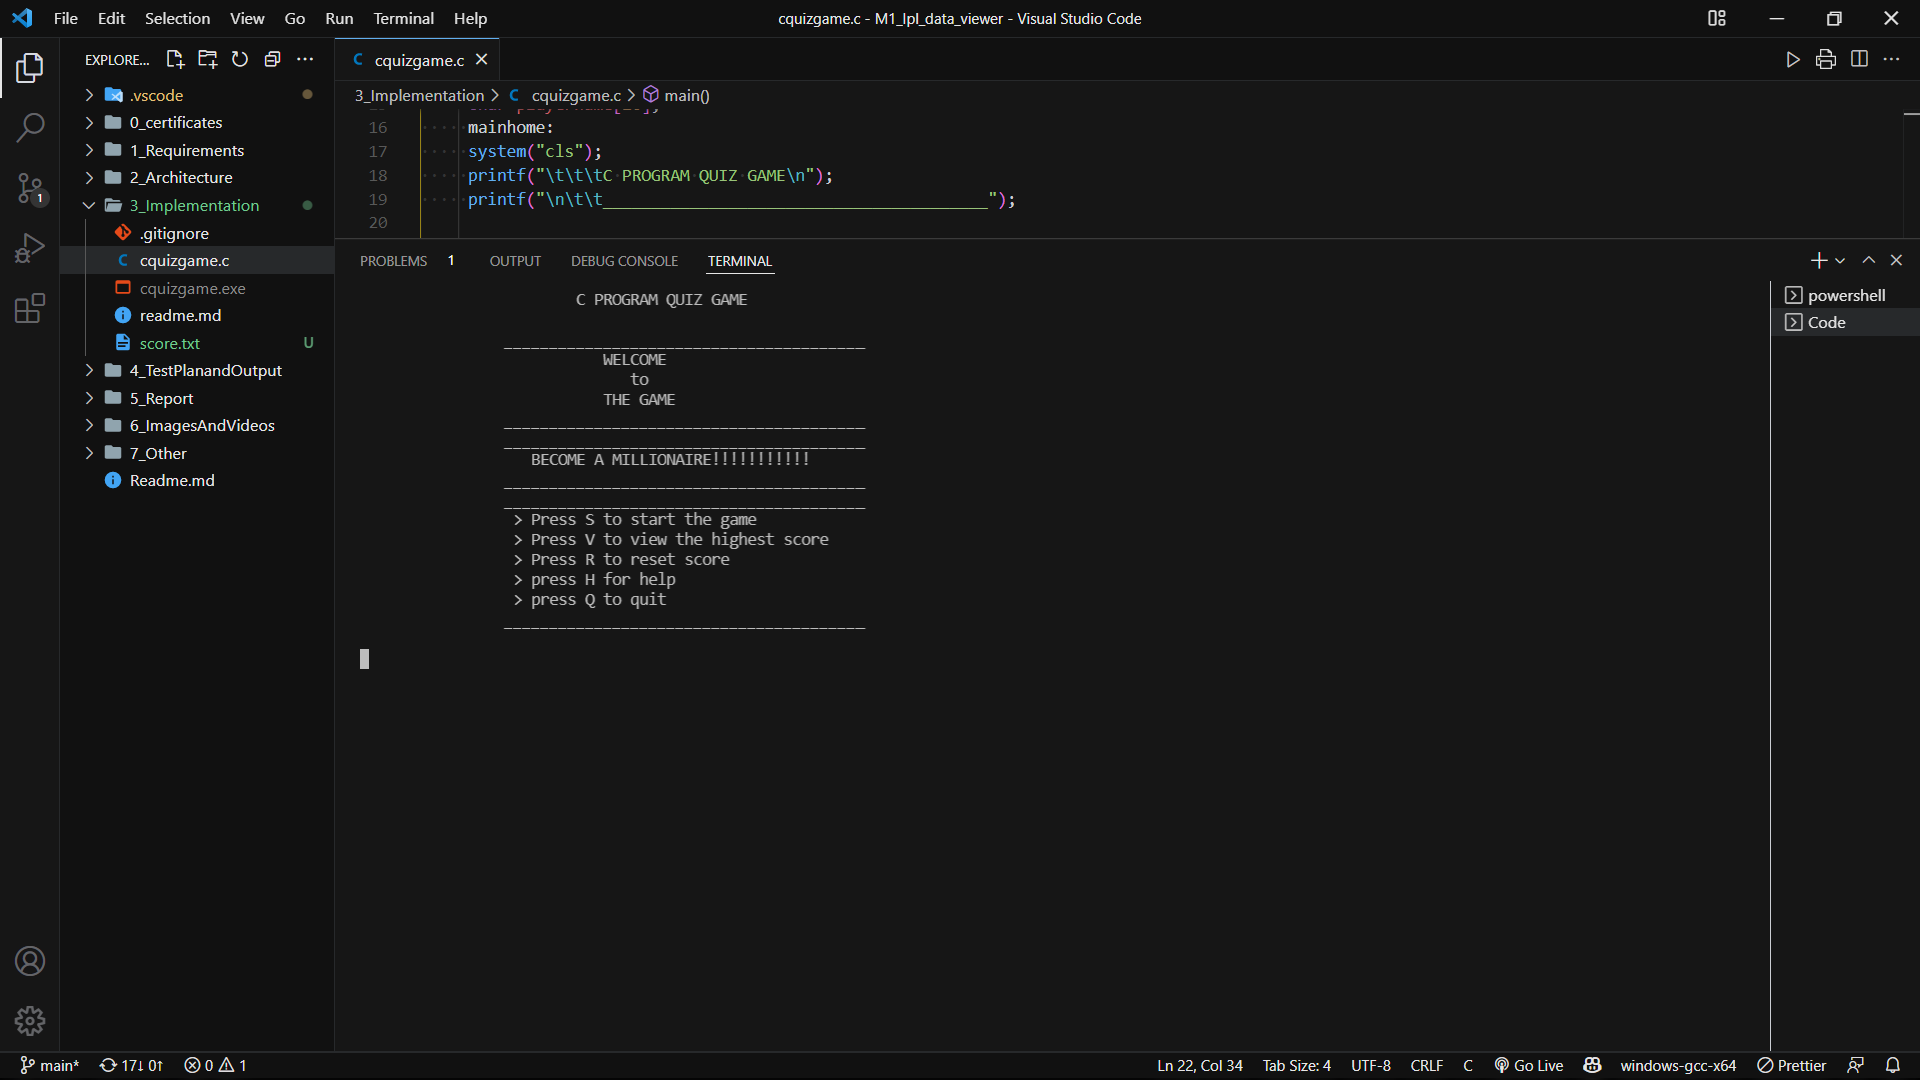 File Edit Selection View Go Run Terminal Help
cquizgame.c - M1_lpl_data_viewer - Visual Studio Code
EXPLORE...
.vscode
0_certificates
1_Requirements
2_Architecture
3_Implementation
.gitignore
cquizgame.c
cquizgame.exe
readme.md
score.txt U
4_TestPlanandOutput
5_Report
6_ImagesAndVideos
7_Other
Readme.md
1
cquizgame.c
3_Implementation > cquizgame.c > main()
16 mainhome:
17 system("cls");
18 printf("\t\t\tC PROGRAM QUIZ GAME\n");
19 printf("\n\t\t________________________________________");
20
PROBLEMS 1 OUTPUT DEBUG CONSOLE TERMINAL
C PROGRAM QUIZ GAME
________________________________________
WELCOME
to
THE GAME
________________________________________
________________________________________
BECOME A MILLIONAIRE!!!!!!!!!!!
________________________________________
________________________________________
> Press S to start the game
> Press V to view the highest score
> Press R to reset score
> press H for help
> press Q to quit
________________________________________
powershell
Code
main* 17↓ 0↑ 0 1
Ln 22, Col 34 Tab Size: 4 UTF-8 CRLF C Go Live windows-gcc-x64 Prettier